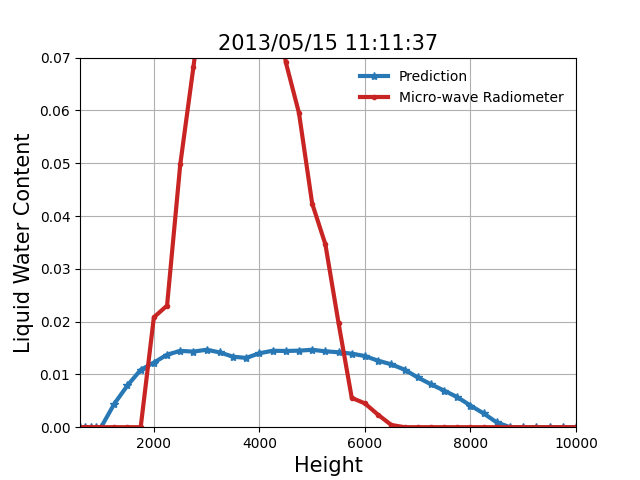 2013/05/15 11:11:37
0.07
0.06
0.05
0.04
0.03
0.02
0.01
0.00
Liquid Water Content
Prediction
Micro-wave Radiometer
2000 4000 6000 8000 10000
Height